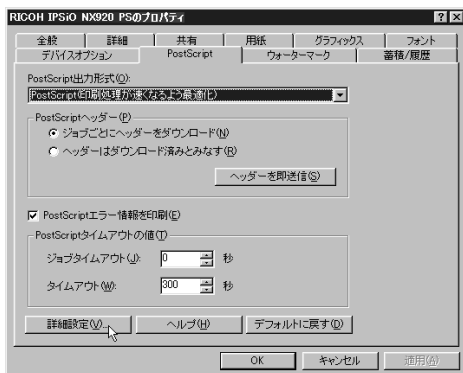 RICOH IPSiO NX920 PSのプロパティ
全般 詳細 共有 用紙 グラフィックス フォント
デバイスオプション PostScript ウォーターマーク 蓄積/履歴
PostScript出力形式(O):
PostScript(印刷処理が速くなるよう最適化)
PostScriptヘッダー(P)
ジョブごとにヘッダーをダウンロード(N)
ヘッダーはダウンロード済みとみなす(R)
ヘッダーを即送信(S)
PostScriptエラー情報を印刷(E)
PostScriptタイムアウトの値(T)
ジョブタイムアウト(J): 0 秒
タイムアウト(W): 300 秒
詳細設定(V)... ヘルプ(H) デフォルトに戻す(D)
OK キャンセル 適用(A)